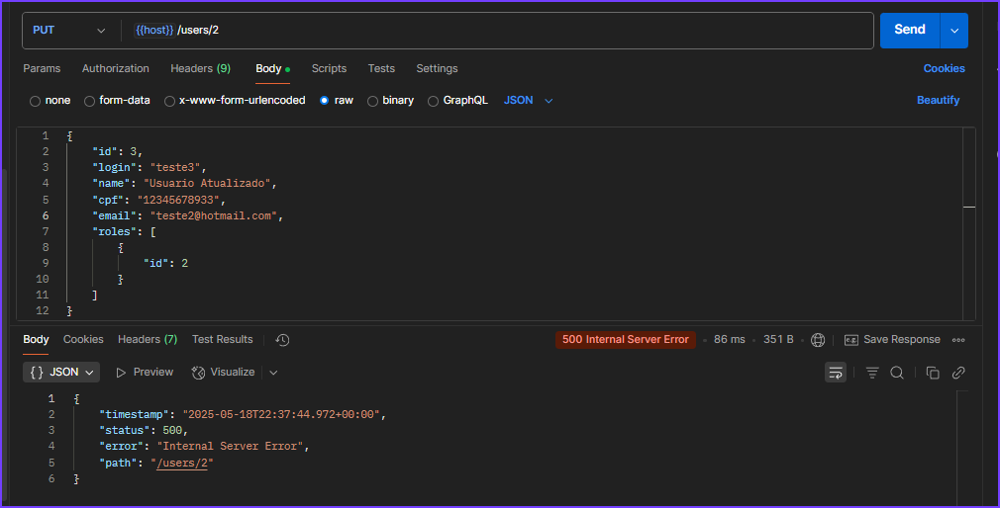 PUT {{host}} /users/2 Send
Params Authorization Headers (9) Body Scripts Tests Settings Cookies
none form-data x-www-form-urlencoded raw binary GraphQL JSON Beautify
1 {
2 "id": 3,
3 "login": "teste3",
4 "name": "Usuario Atualizado",
5 "cpf": "12345678933",
6 "email": "teste2@hotmail.com",
7 "roles": [
8 {
9 "id": 2
10 }
11 ]
12 }
Body Cookies Headers (7) Test Results 500 Internal Server Error 86 ms 351 B e.g. Save Response
{} JSON Preview Visualize
1 {
2 "timestamp": "2025-05-18T22:37:44.972+00:00",
3 "status": 500,
4 "error": "Internal Server Error",
5 "path": "/users/2"
6 }